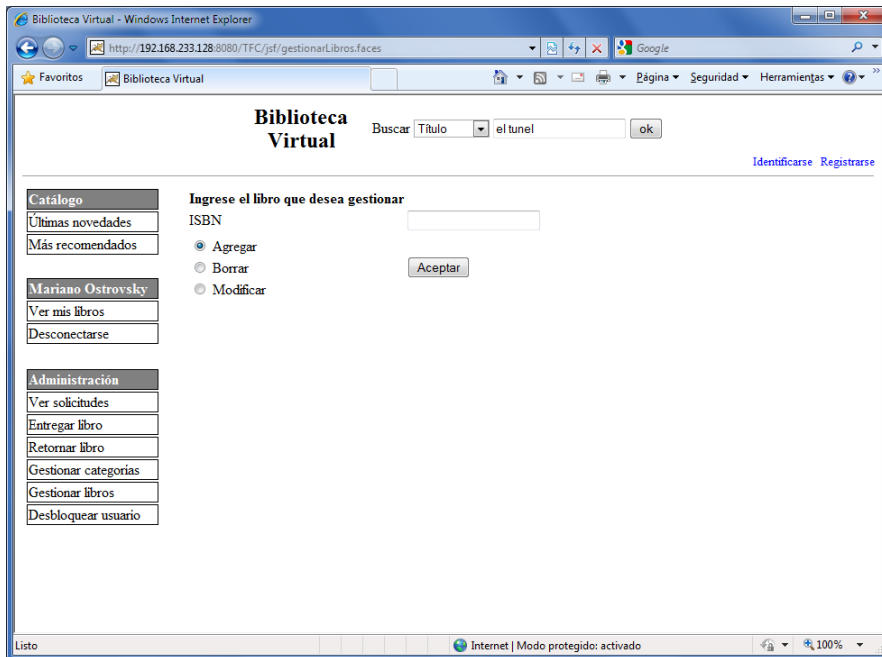 Biblioteca Virtual - Windows Internet Explorer
http://192.168.233.128:8080/TFC/jsf/gestionarLibros.faces
Google
Favoritos
Biblioteca Virtual
Página
Seguridad
Herramientas
»
Biblioteca
Virtual
Buscar Título el tunel ok
Identificarse Registrarse
Catálogo
Últimas novedades
Más recomendados
Mariano Ostrovsky
Ver mis libros
Desconectarse
Administración
Ver solicitudes
Entregar libro
Retornar libro
Gestionar categorias
Gestionar libros
Desbloquear usuario
Ingrese el libro que desea gestionar
ISBN
Agregar
Borrar
Modificar
Aceptar
Listo
Internet | Modo protegido: activado
100%